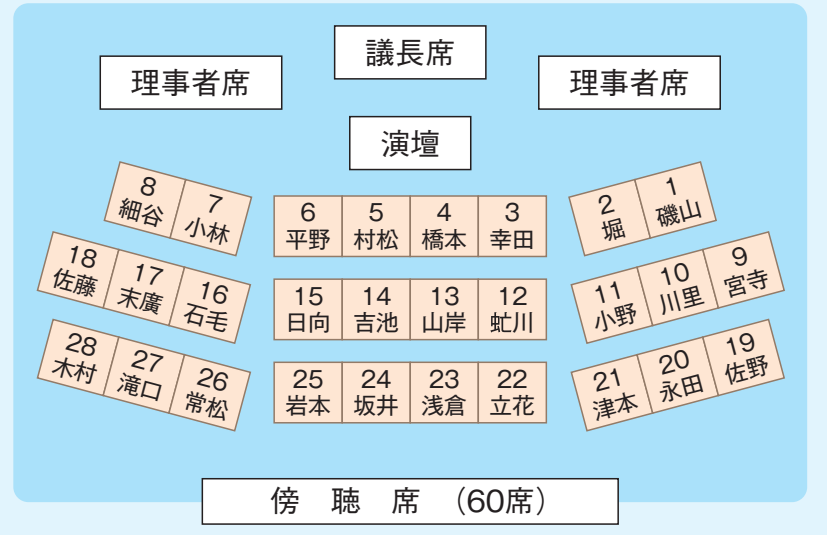 議長席
理事者席
理事者席
演壇
8
細谷
7
小林
6
平野
5
村松
4
橋本
3
幸田
2
堀
1
磯山
18
佐藤
17
末廣
16
石毛
15
日向
14
吉池
13
山岸
12
虻川
11
小野
10
川里
9
宮寺
28
木村
27
滝口
26
常松
25
岩本
24
坂井
23
浅倉
22
立花
21
津本
20
永田
19
佐野
傍 聴 席 （60席）